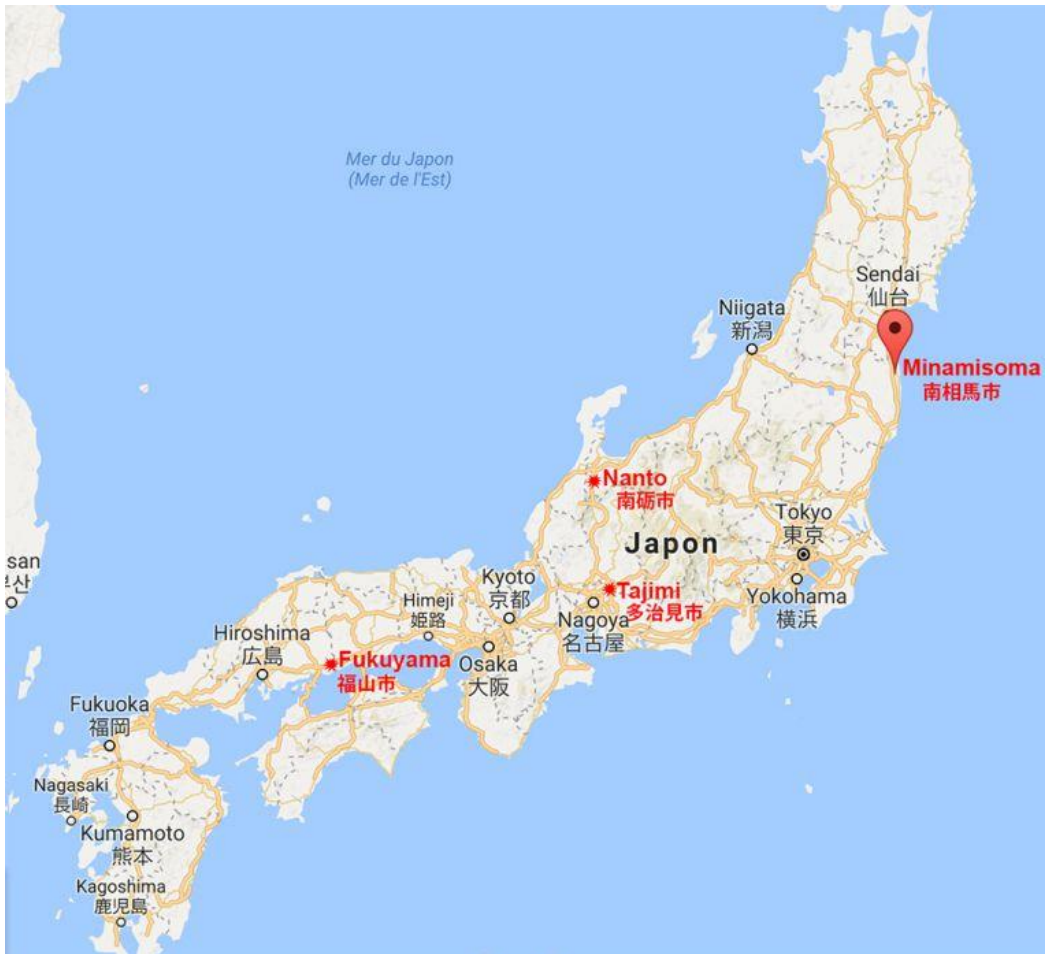 Mer du Japon
(Mer de l'Est)
Sendai
仙台
Niigata
新潟
Minamisoma
南相馬市
Nanto
南砺市
Tokyo
東京
Japon
Kyoto
京都
Tajimi
多治見市
Yokohama
横浜
Himeji
姫路
Nagoya
名古屋
Hiroshima
広島
Fukuyama
福山市
Osaka
大阪
san
부산
Fukuoka
福岡
Nagasaki
長崎
Kumamoto
熊本
Kagoshima
鹿児島